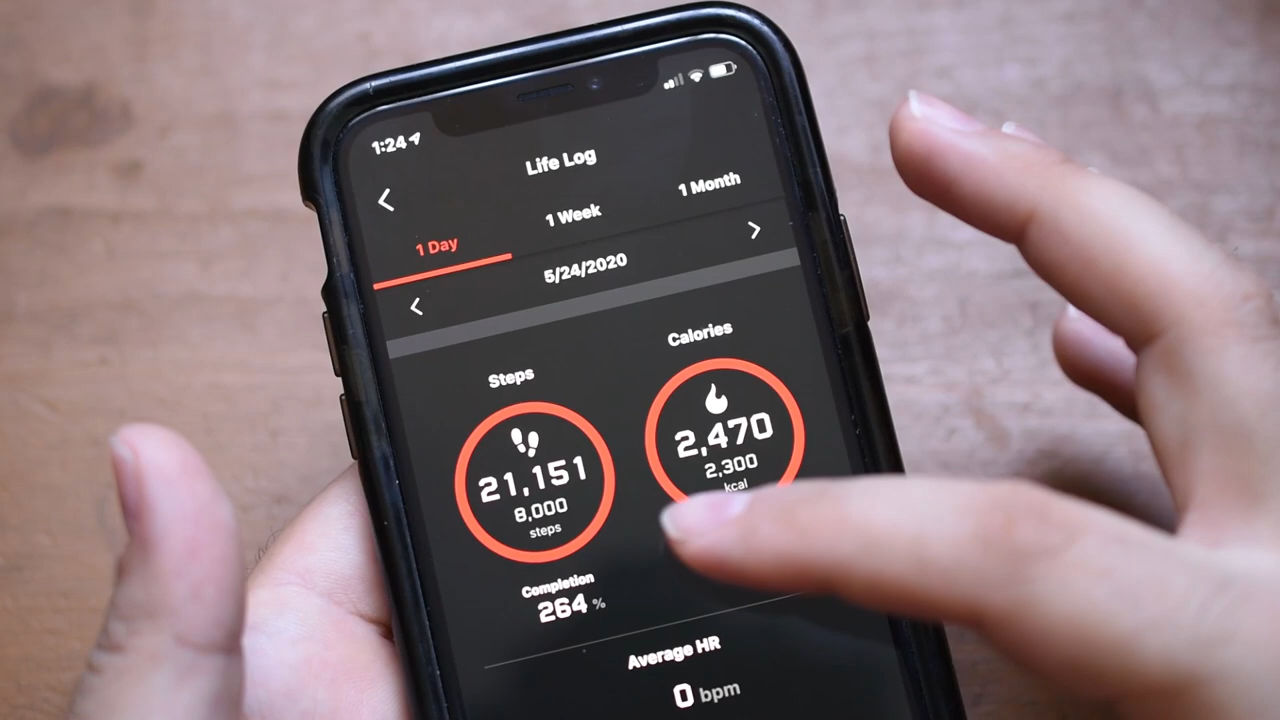 1:24
Life Log
1 Day
1 Week
1 Month
5/24/2020
Steps
21,151
8,000
steps
Completion
264 %
Calories
2,470
2,300
kcal
Average HR
0 bpm